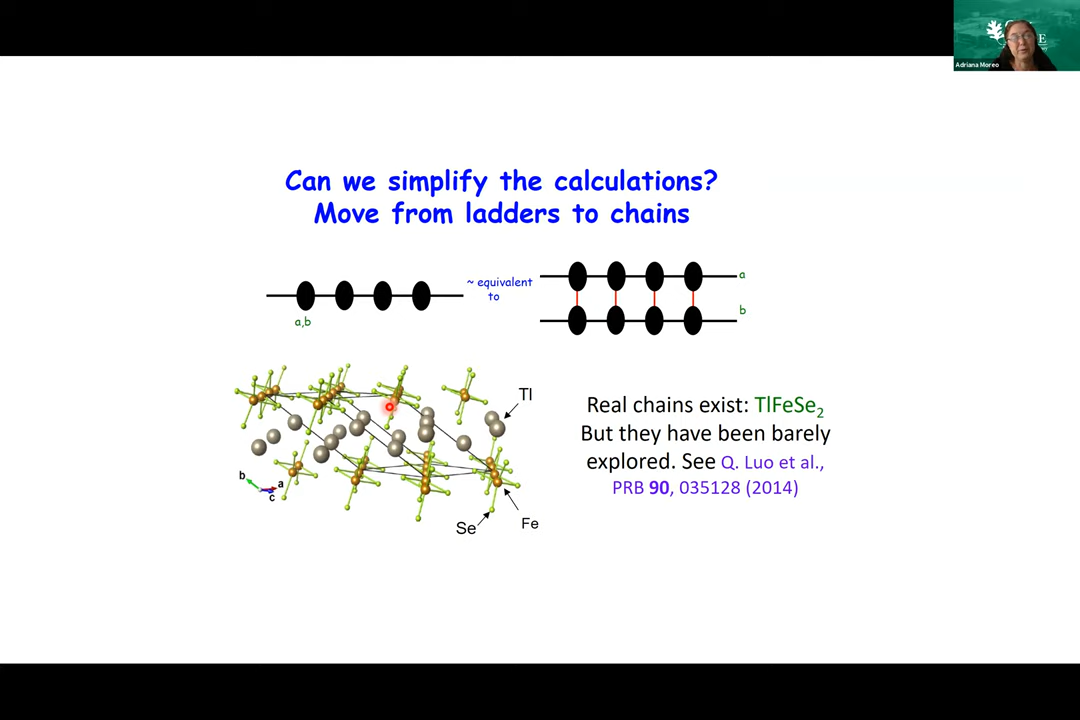 Adriana Moreo
Can we simplify the calculations?
Move from ladders to chains
~ equivalent
to
a
b
a,b
Tl
Real chains exist: TlFeSe2
But they have been barely
explored. See Q. Luo et al.,
PRB 90, 035128 (2014)
b
a
c
Se
Fe